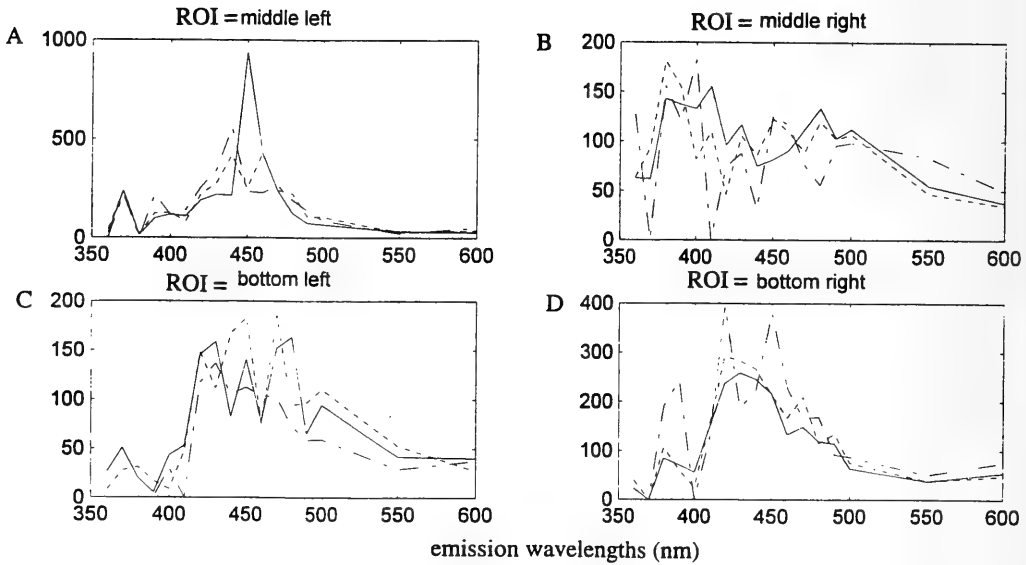 ROI = middle left
A
1000
500
0
350 400 450 500 550 600
ROI = middle right
B
200
150
100
50
0
350 400 450 500 550 600
ROI = bottom left
C
200
150
100
50
0
350 400 450 500 550 600
ROI = bottom right
D
400
300
200
100
0
350 400 450 500 550 600
emission wavelengths (nm)